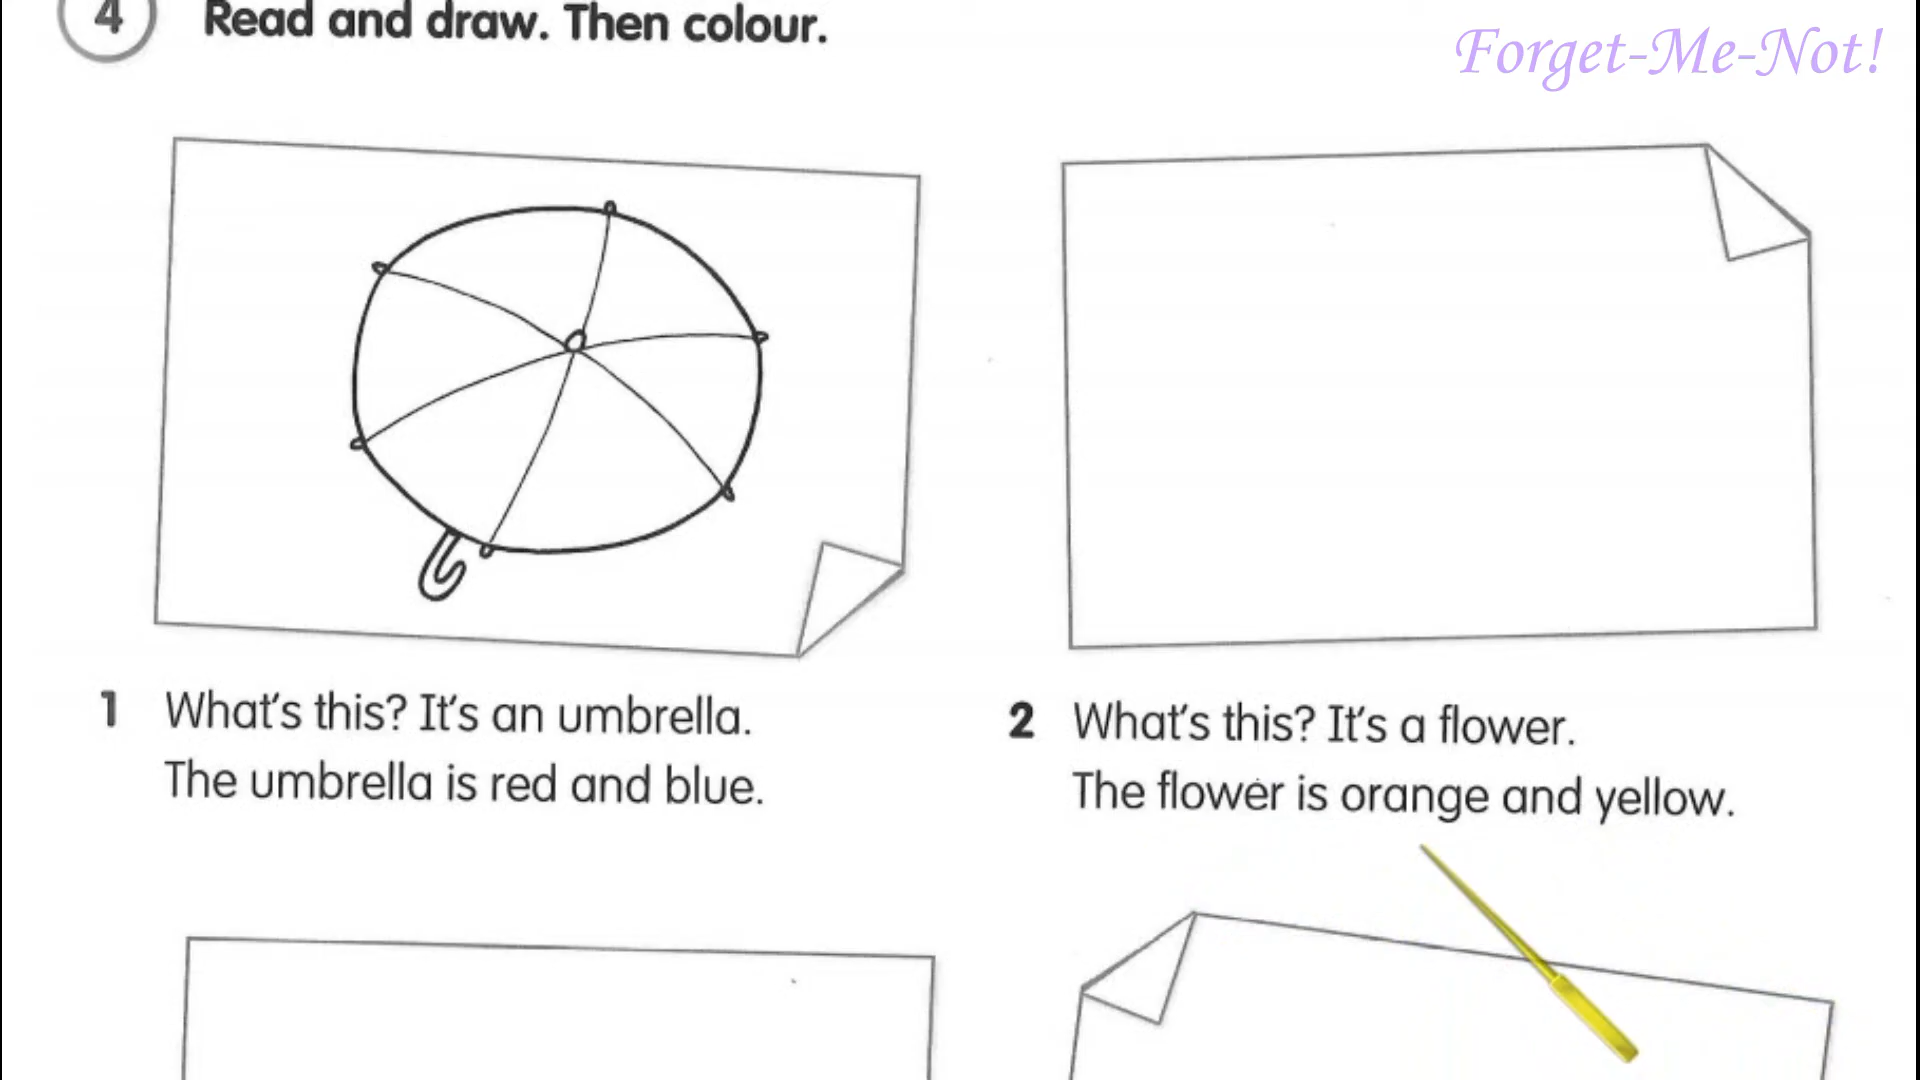 4 Read and draw. Then colour.
Forget-Me-Not!
1 What's this? It's an umbrella.
The umbrella is red and blue.
2 What's this? It's a flower.
The flower is orange and yellow.